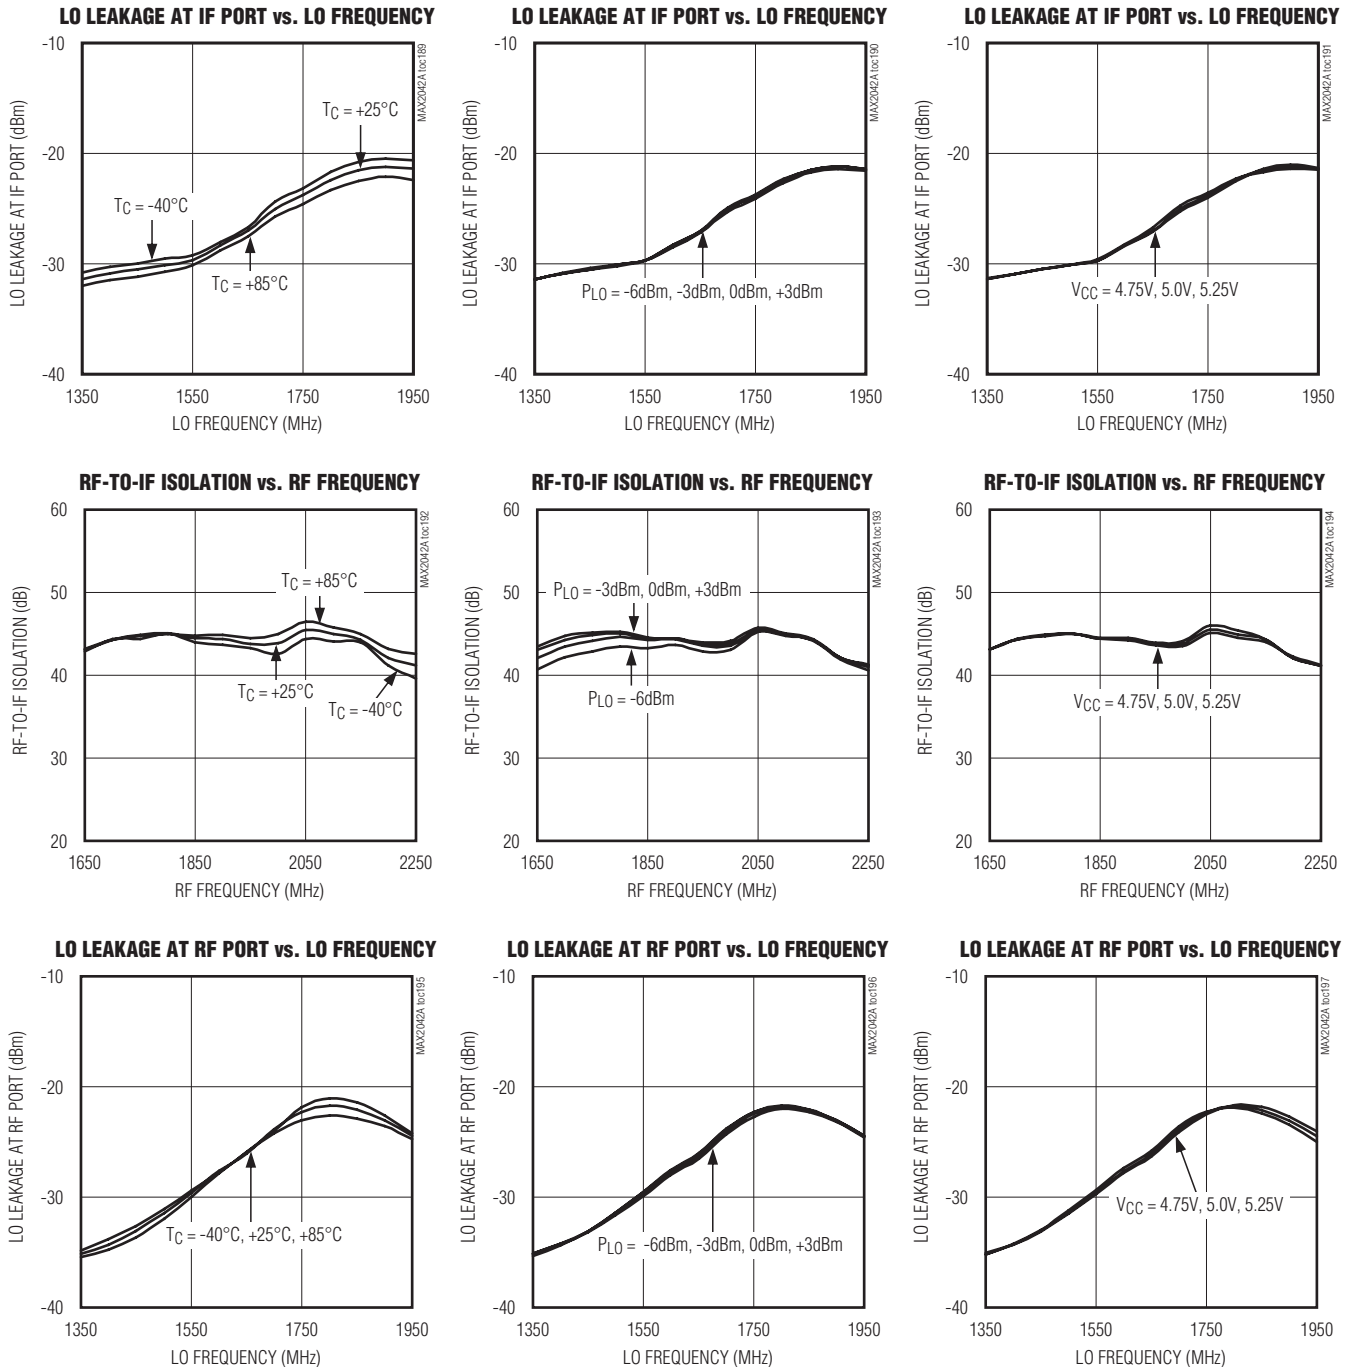 LO LEAKAGE AT IF PORT vs. LO FREQUENCY
-10
-20
-30
-40
LO LEAKAGE AT IF PORT (dBm)
MAX2042A toc189
TC = +25°C
TC = -40°C
TC = +85°C
1350 1550 1750 1950
LO FREQUENCY (MHz)
LO LEAKAGE AT IF PORT vs. LO FREQUENCY
-10
-20
-30
-40
LO LEAKAGE AT IF PORT (dBm)
MAX2042A toc190
PLO = -6dBm, -3dBm, 0dBm, +3dBm
1350 1550 1750 1950
LO FREQUENCY (MHz)
LO LEAKAGE AT IF PORT vs. LO FREQUENCY
-10
-20
-30
-40
LO LEAKAGE AT IF PORT (dBm)
MAX2042A toc191
VCC = 4.75V, 5.0V, 5.25V
1350 1550 1750 1950
LO FREQUENCY (MHz)
RF-TO-IF ISOLATION vs. RF FREQUENCY
60
50
40
30
20
RF-TO-IF ISOLATION (dB)
MAX2042A toc192
TC = +85°C
TC = +25°C
TC = -40°C
1650 1850 2050 2250
RF FREQUENCY (MHz)
RF-TO-IF ISOLATION vs. RF FREQUENCY
60
50
40
30
20
RF-TO-IF ISOLATION (dB)
MAX2042A toc193
PLO = -3dBm, 0dBm, +3dBm
PLO = -6dBm
1650 1850 2050 2250
RF FREQUENCY (MHz)
RF-TO-IF ISOLATION vs. RF FREQUENCY
60
50
40
30
20
RF-TO-IF ISOLATION (dB)
MAX2042A toc194
VCC = 4.75V, 5.0V, 5.25V
1650 1850 2050 2250
RF FREQUENCY (MHz)
LO LEAKAGE AT RF PORT vs. LO FREQUENCY
-10
-20
-30
-40
LO LEAKAGE AT RF PORT (dBm)
MAX2042A toc195
TC = -40°C, +25°C, +85°C
1350 1550 1750 1950
LO FREQUENCY (MHz)
LO LEAKAGE AT RF PORT vs. LO FREQUENCY
-10
-20
-30
-40
LO LEAKAGE AT RF PORT (dBm)
MAX2042A toc196
PLO = -6dBm, -3dBm, 0dBm, +3dBm
1350 1550 1750 1950
LO FREQUENCY (MHz)
LO LEAKAGE AT RF PORT vs. LO FREQUENCY
-10
-20
-30
-40
LO LEAKAGE AT RF PORT (dBm)
MAX2042A toc197
VCC = 4.75V, 5.0V, 5.25V
1350 1550 1750 1950
LO FREQUENCY (MHz)